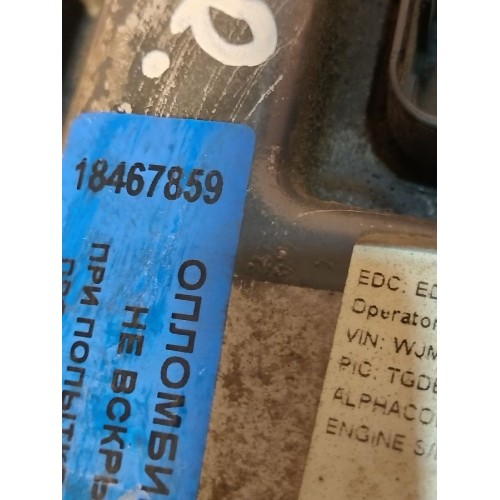 18467859
ОПЛОМБИ
НЕ ВСКРЫ
ПРИ ПОПЫТК
EDC: ED
Operator
VIN: WJM
PIC: TGDE
ALPHACO
ENGINE S/